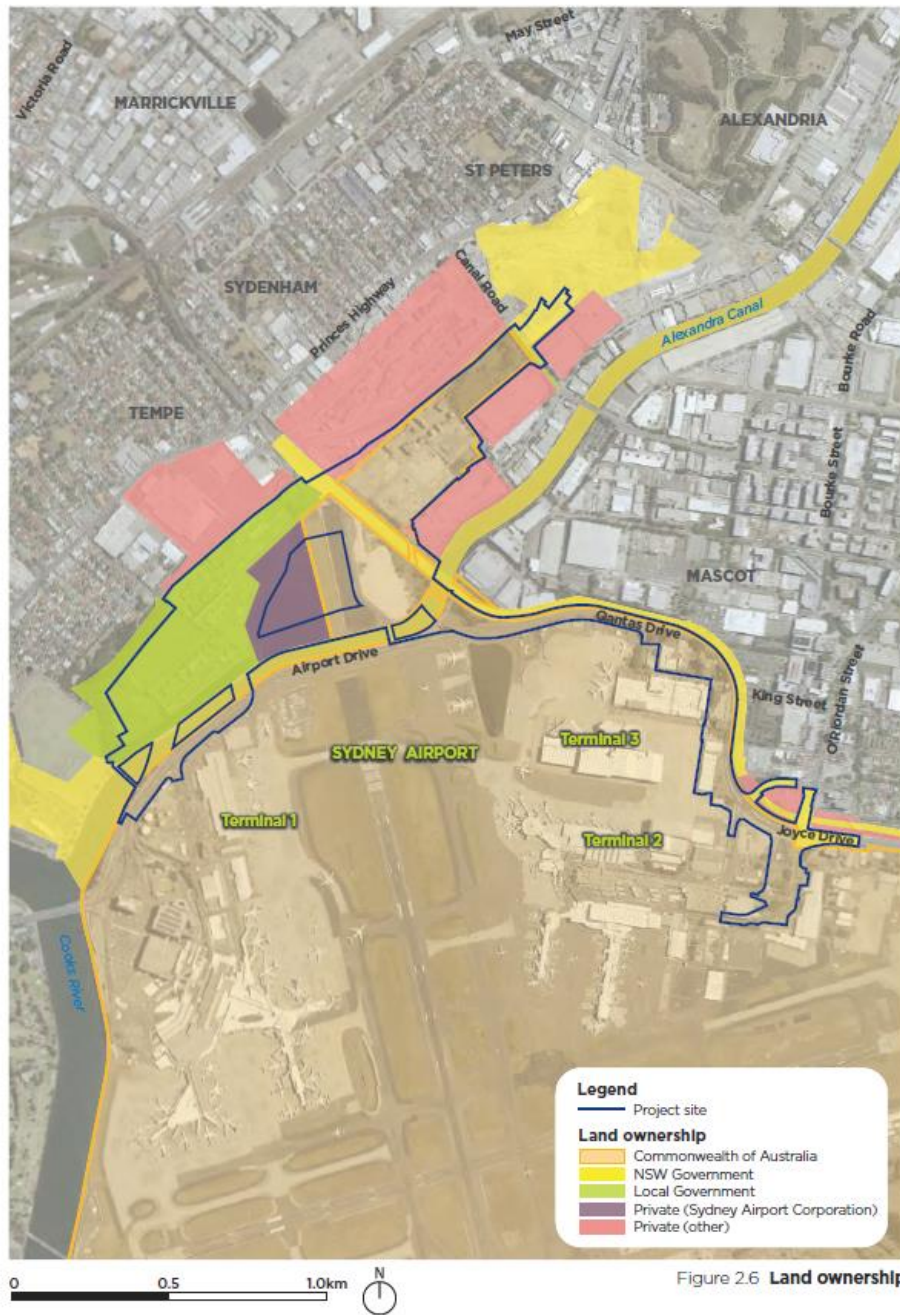 May Street
Victoria Road
MARRICKVILLE
ALEXANDRIA
ST PETERS
Canal Road
SYDENHAM
Princes Highway
Alexandra Canal
Bourke Road
TEMPE
Bourke Street
MASCOT
Qantas Drive
Airport Drive
King Street
O'Riordan Street
SYDNEY AIRPORT
Terminal 3
Terminal 1
Terminal 2
Joyce Drive
Cooks River
Legend
Project site
Land ownership
Commonwealth of Australia
NSW Government
Local Government
Private (Sydney Airport Corporation)
Private (other)
0 0.5 1.0km
N
Figure 2.6 Land ownership